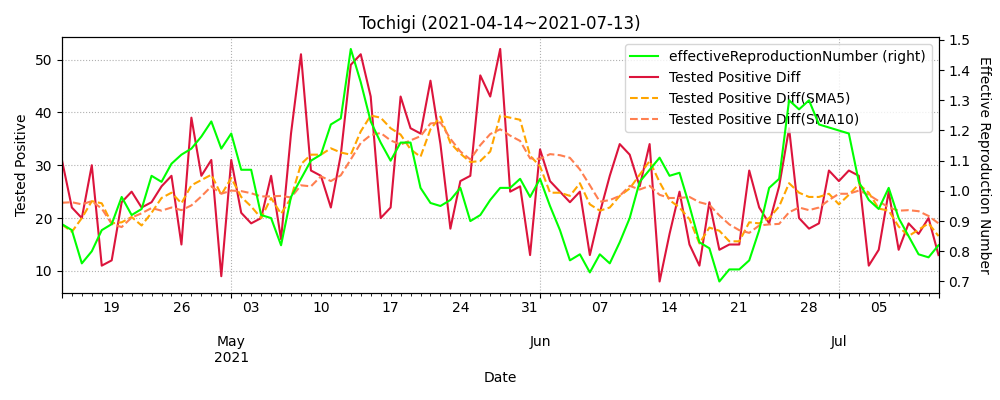 Tochigi (2021-04-14~2021-07-13)
effectiveReproductionNumber (right)
Tested Positive Diff
Tested Positive Diff(SMA5)
Tested Positive Diff(SMA10)
Tested Positive
50
40
30
20
10
1.5
1.4
1.3
1.2
1.1
1.0
0.9
0.8
0.7
Effective Reproduction Number
19 26 03 10 17 24 31 07 14 21 28 05
May Jun Jul
2021
Date